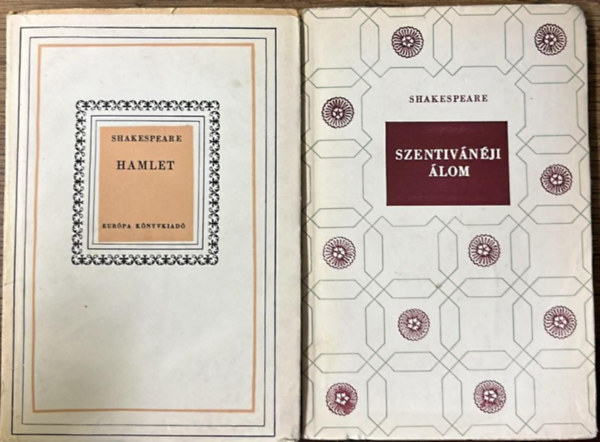 SHAKESPEARE
HAMLET
EURÓPA KÖNYVKIADÓ
SHAKESPEARE
SZENTIVÁNÉJI
ÁLOM